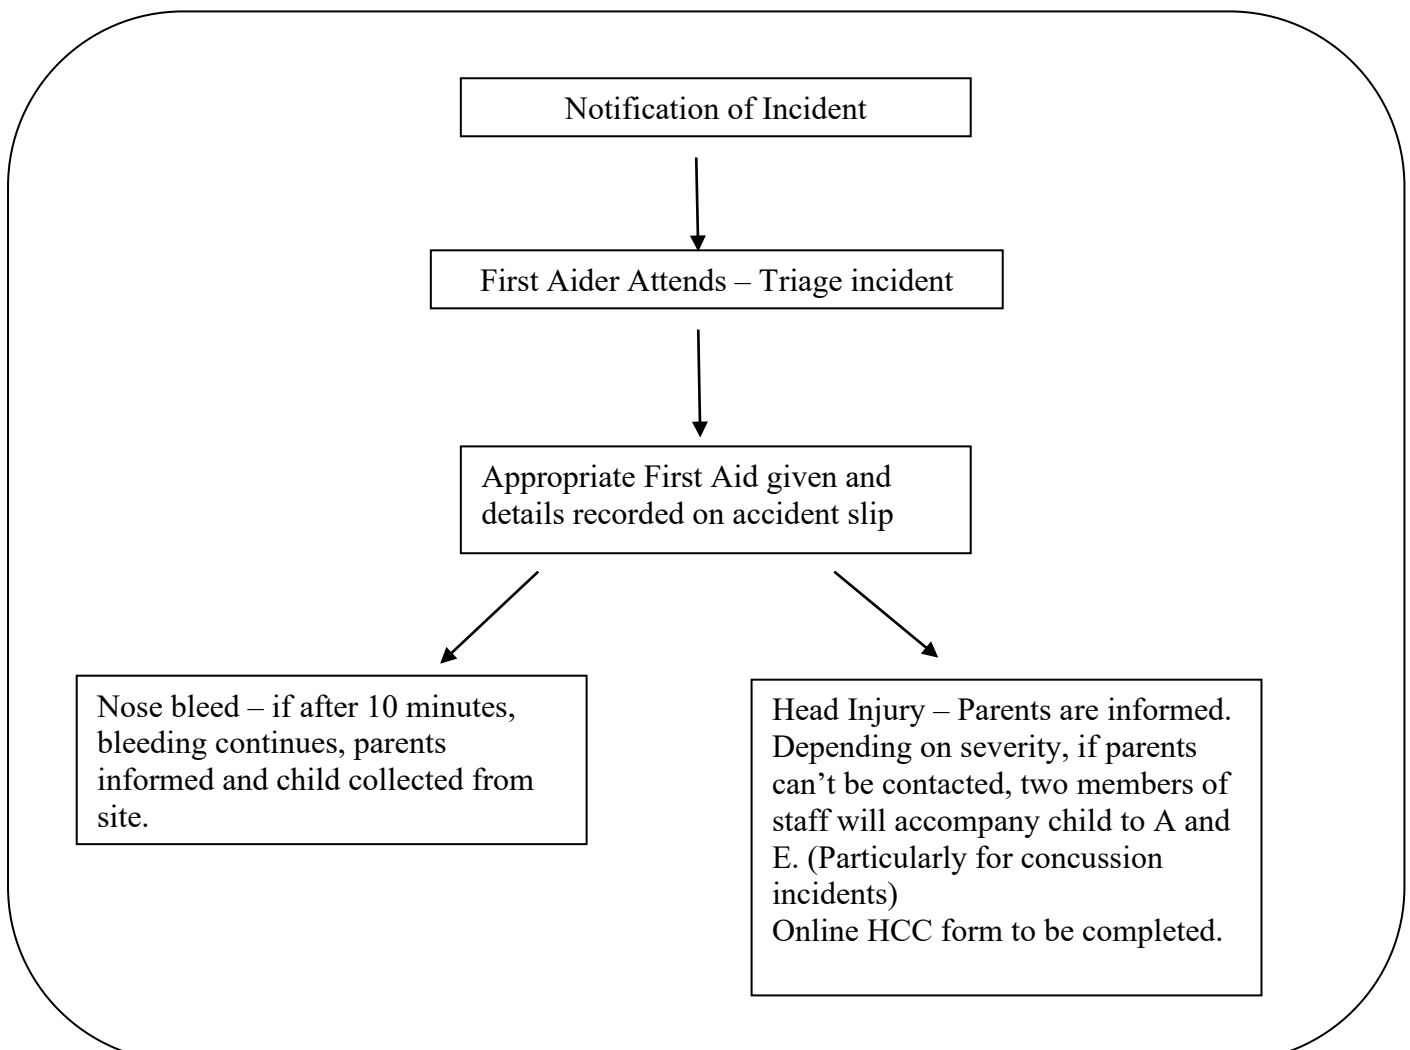 Notification of Incident
First Aider Attends – Triage incident
Appropriate First Aid given and
details recorded on accident slip
Nose bleed – if after 10 minutes,
bleeding continues, parents
informed and child collected from
site.
Head Injury – Parents are informed.
Depending on severity, if parents
can’t be contacted, two members of
staff will accompany child to A and
E. (Particularly for concussion
incidents)
Online HCC form to be completed.